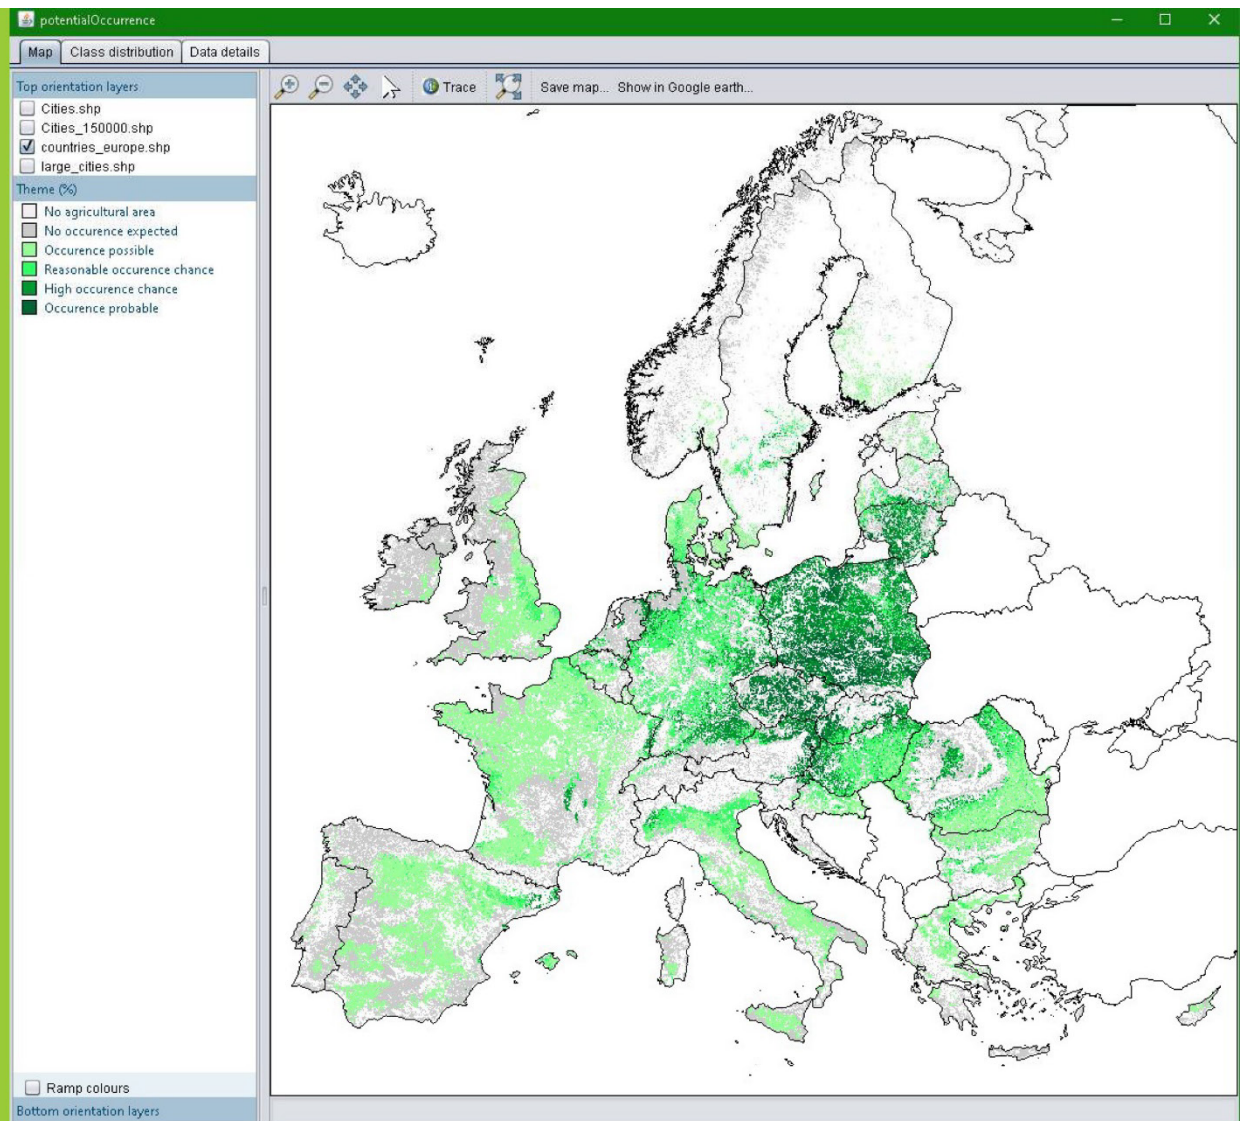 potentialOccurrence
Map Class distribution Data details
Top orientation layers
Cities.shp
Cities_150000.shp
countries_europe.shp
large_cities.shp
Theme (%)
No agricultural area
No occurence expected
Occurence possible
Reasonable occurence chance
High occurence chance
Occurence probable
Trace Save map... Show in Google earth...
Ramp colours
Bottom orientation layers